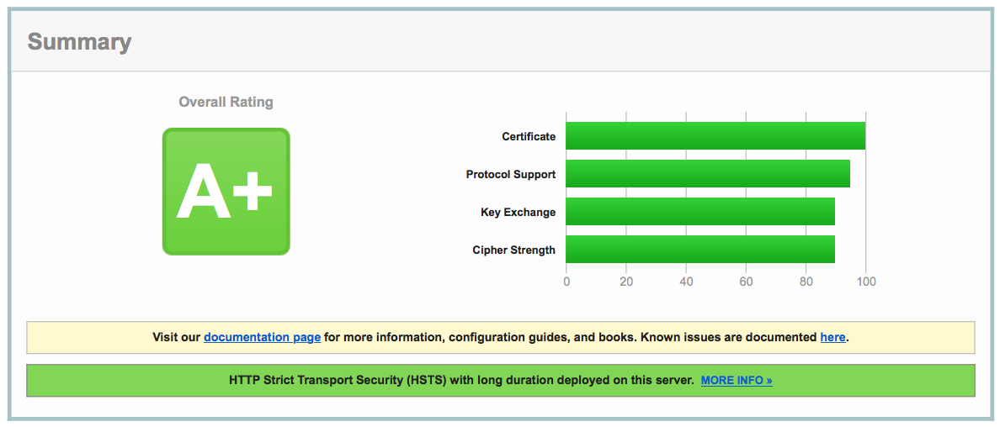 Summary
Overall Rating
A+
Certificate
Protocol Support
Key Exchange
Cipher Strength
0 20 40 60 80 100
Visit our documentation page for more information, configuration guides, and books. Known issues are documented here.
HTTP Strict Transport Security (HSTS) with long duration deployed on this server. MORE INFO »